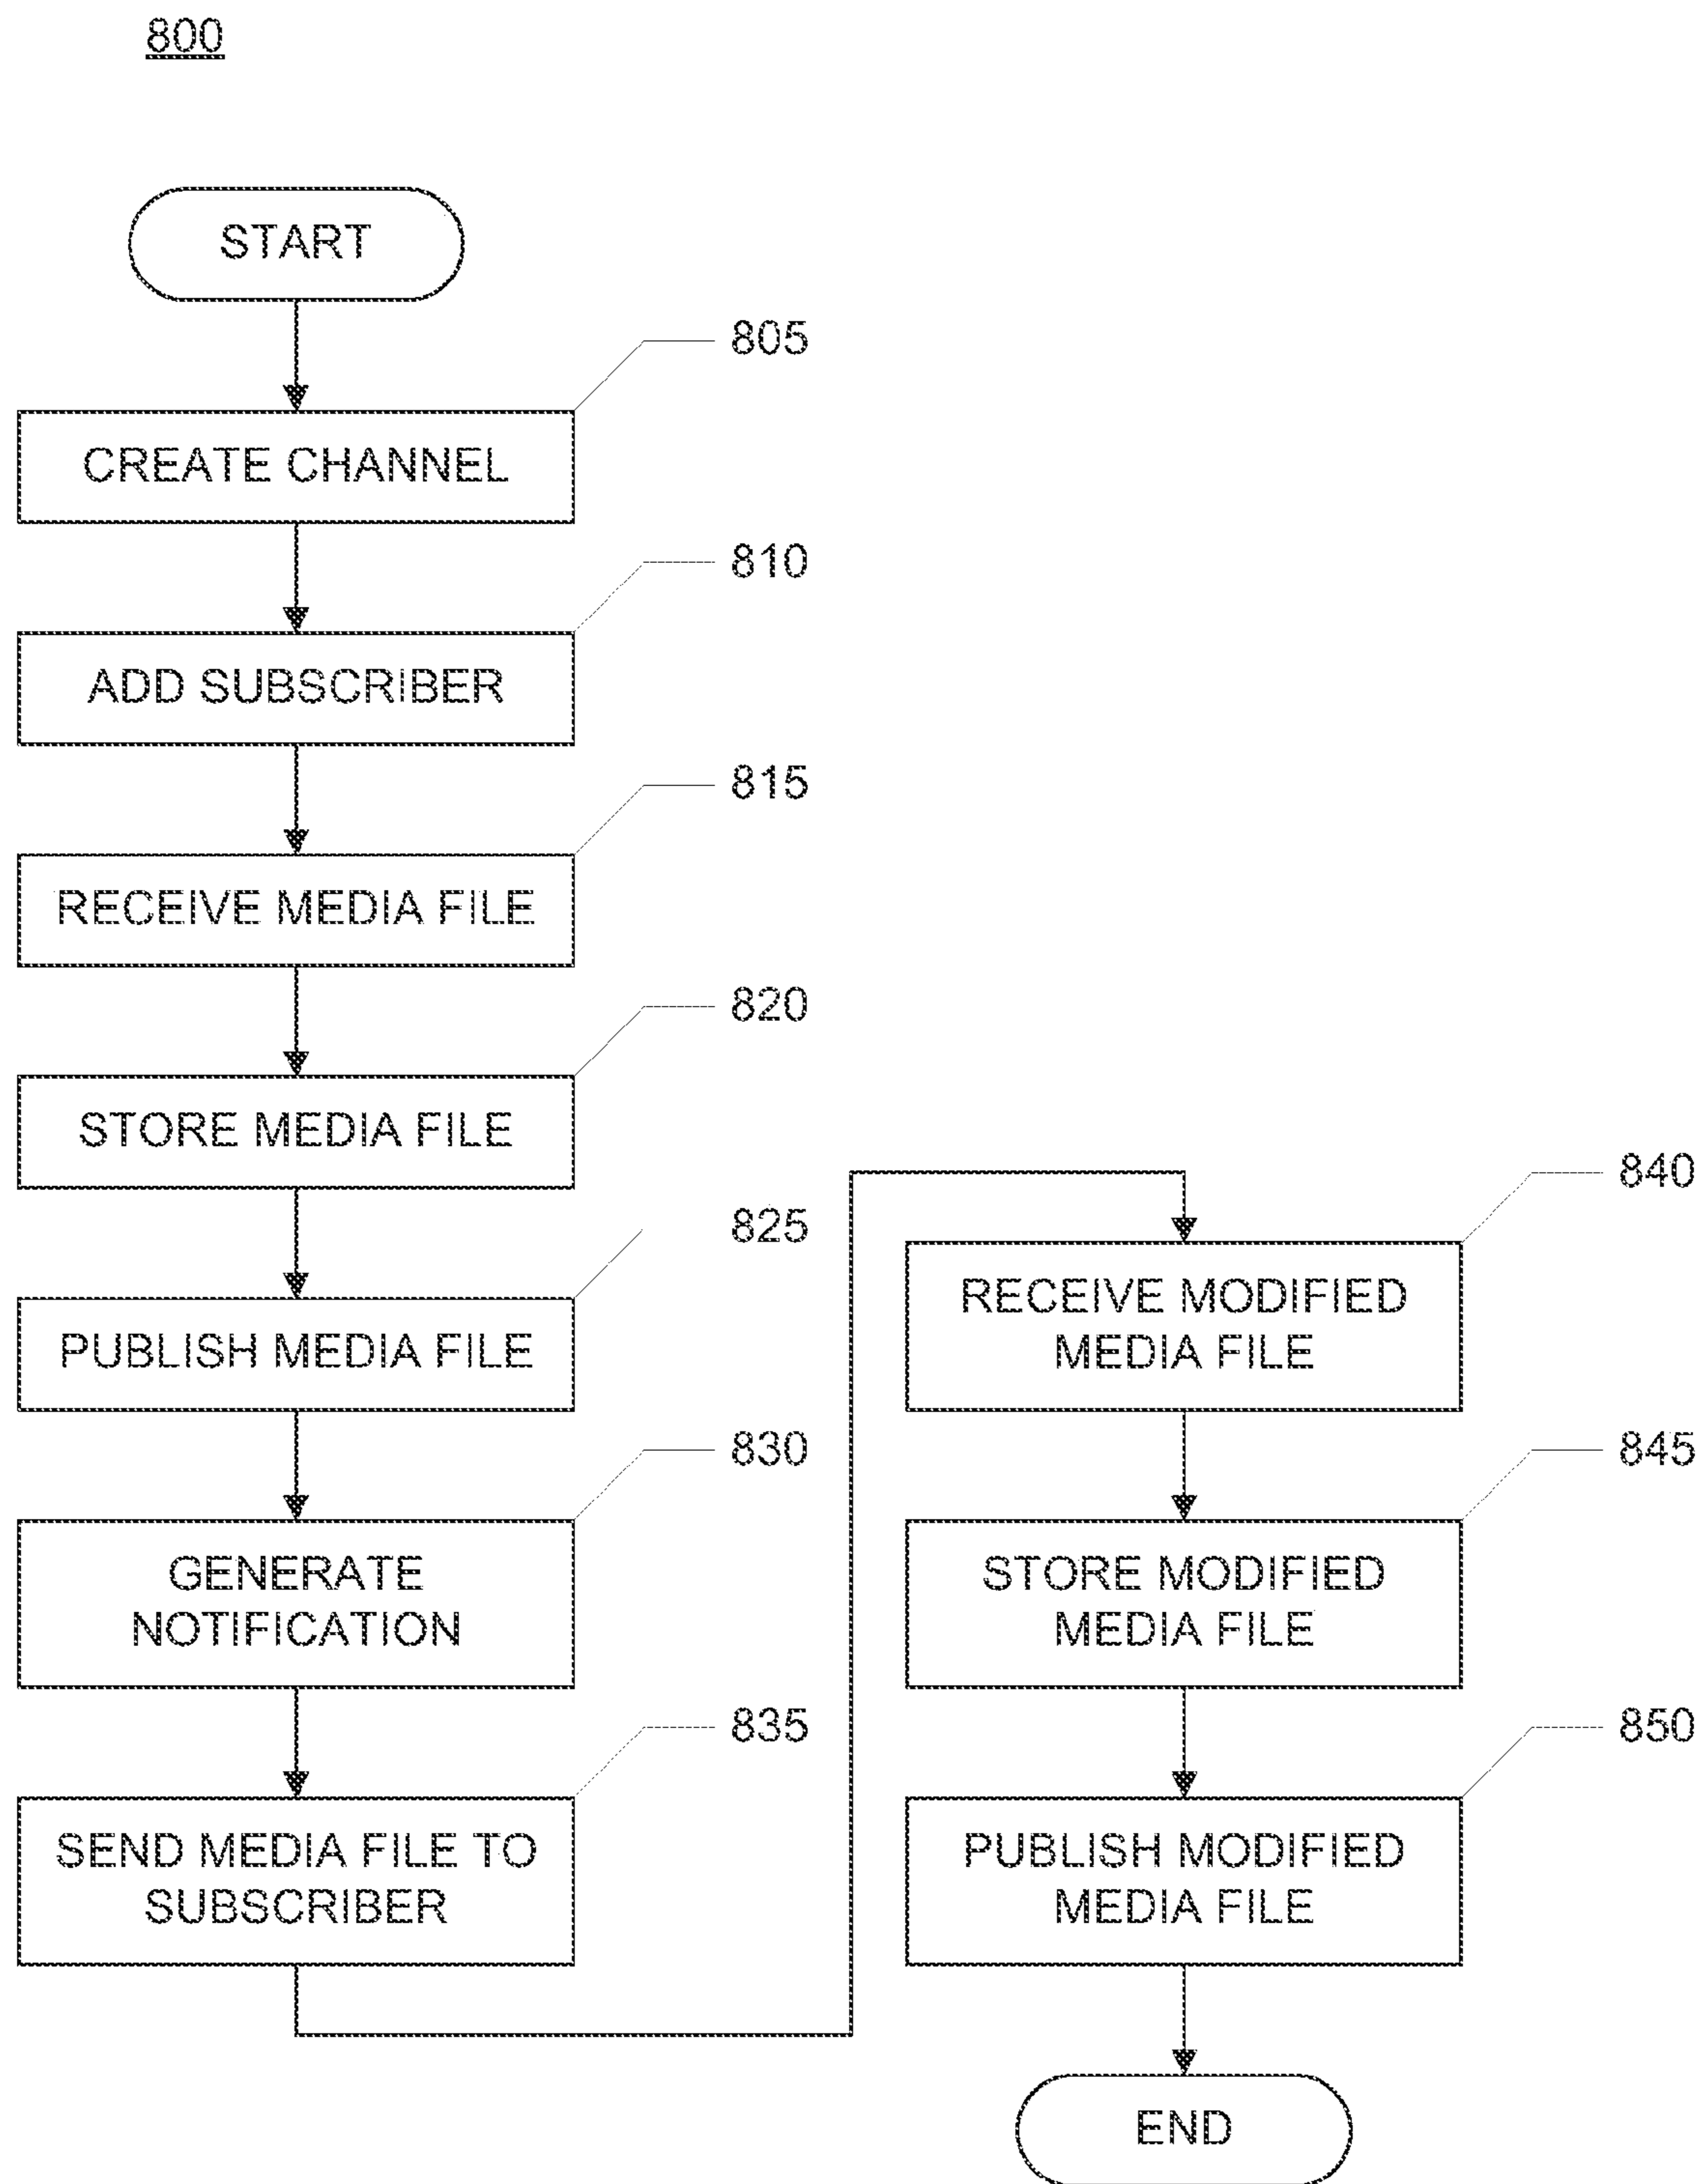 800
START
805
CREATE CHANNEL
810
ADD SUBSCRIBER
815
RECEIVE MEDIA FILE
820
STORE MEDIA FILE
825
PUBLISH MEDIA FILE
830
GENERATE
NOTIFICATION
835
SEND MEDIA FILE TO
SUBSCRIBER
840
RECEIVE MODIFIED
MEDIA FILE
845
STORE MODIFIED
MEDIA FILE
850
PUBLISH MODIFIED
MEDIA FILE
END